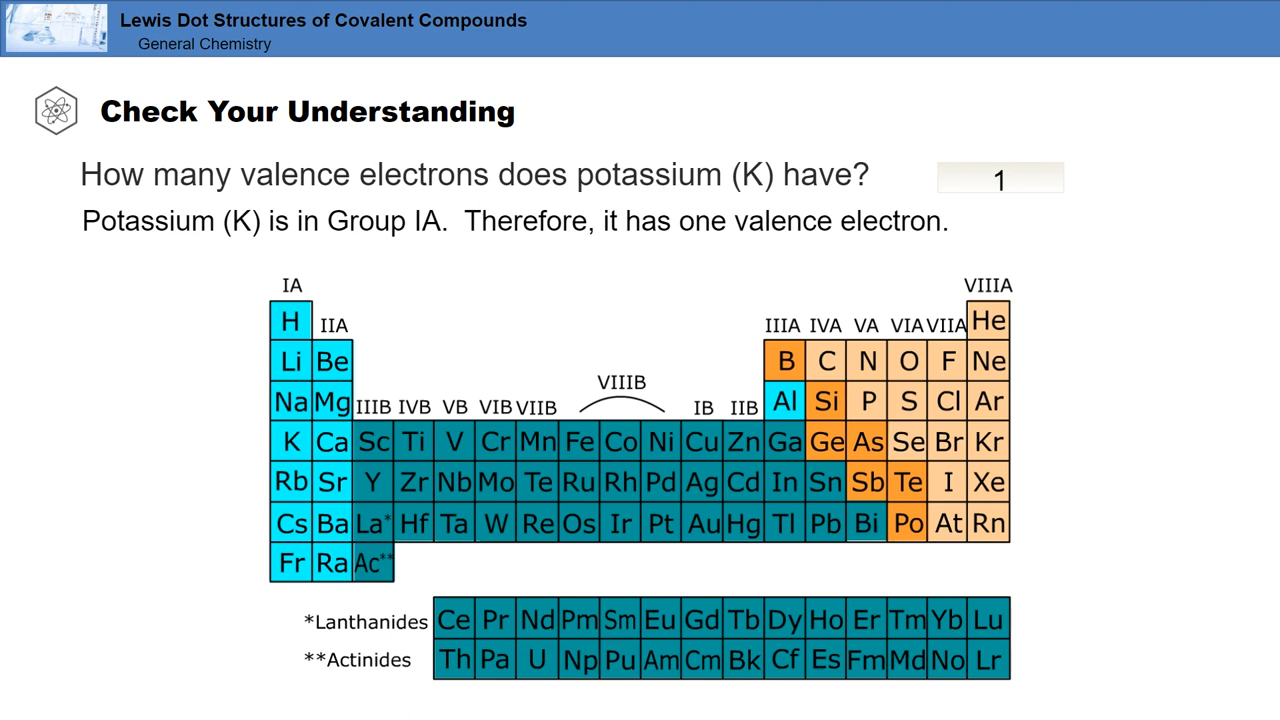 Lewis Dot Structures of Covalent Compounds
General Chemistry
Check Your Understanding
How many valence electrons does potassium (K) have? 1
Potassium (K) is in Group IA. Therefore, it has one valence electron.
IA VIIIA
H IIA IIIA IVA VA VIA VIIA He
Li Be B C N O F Ne
VIIIB
Na Mg IIIB IVB VB VIB VIIB IB IIB Al Si P S Cl Ar
K Ca Sc Ti V Cr Mn Fe Co Ni Cu Zn Ga Ge As Se Br Kr
Rb Sr Y Zr Nb Mo Te Ru Rh Pd Ag Cd In Sn Sb Te I Xe
Cs Ba La* Hf Ta W Re Os Ir Pt Au Hg Tl Pb Bi Po At Rn
Fr Ra Ac**
*Lanthanides Ce Pr Nd Pm Sm Eu Gd Tb Dy Ho Er Tm Yb Lu
**Actinides Th Pa U Np Pu Am Cm Bk Cf Es Fm Md No Lr